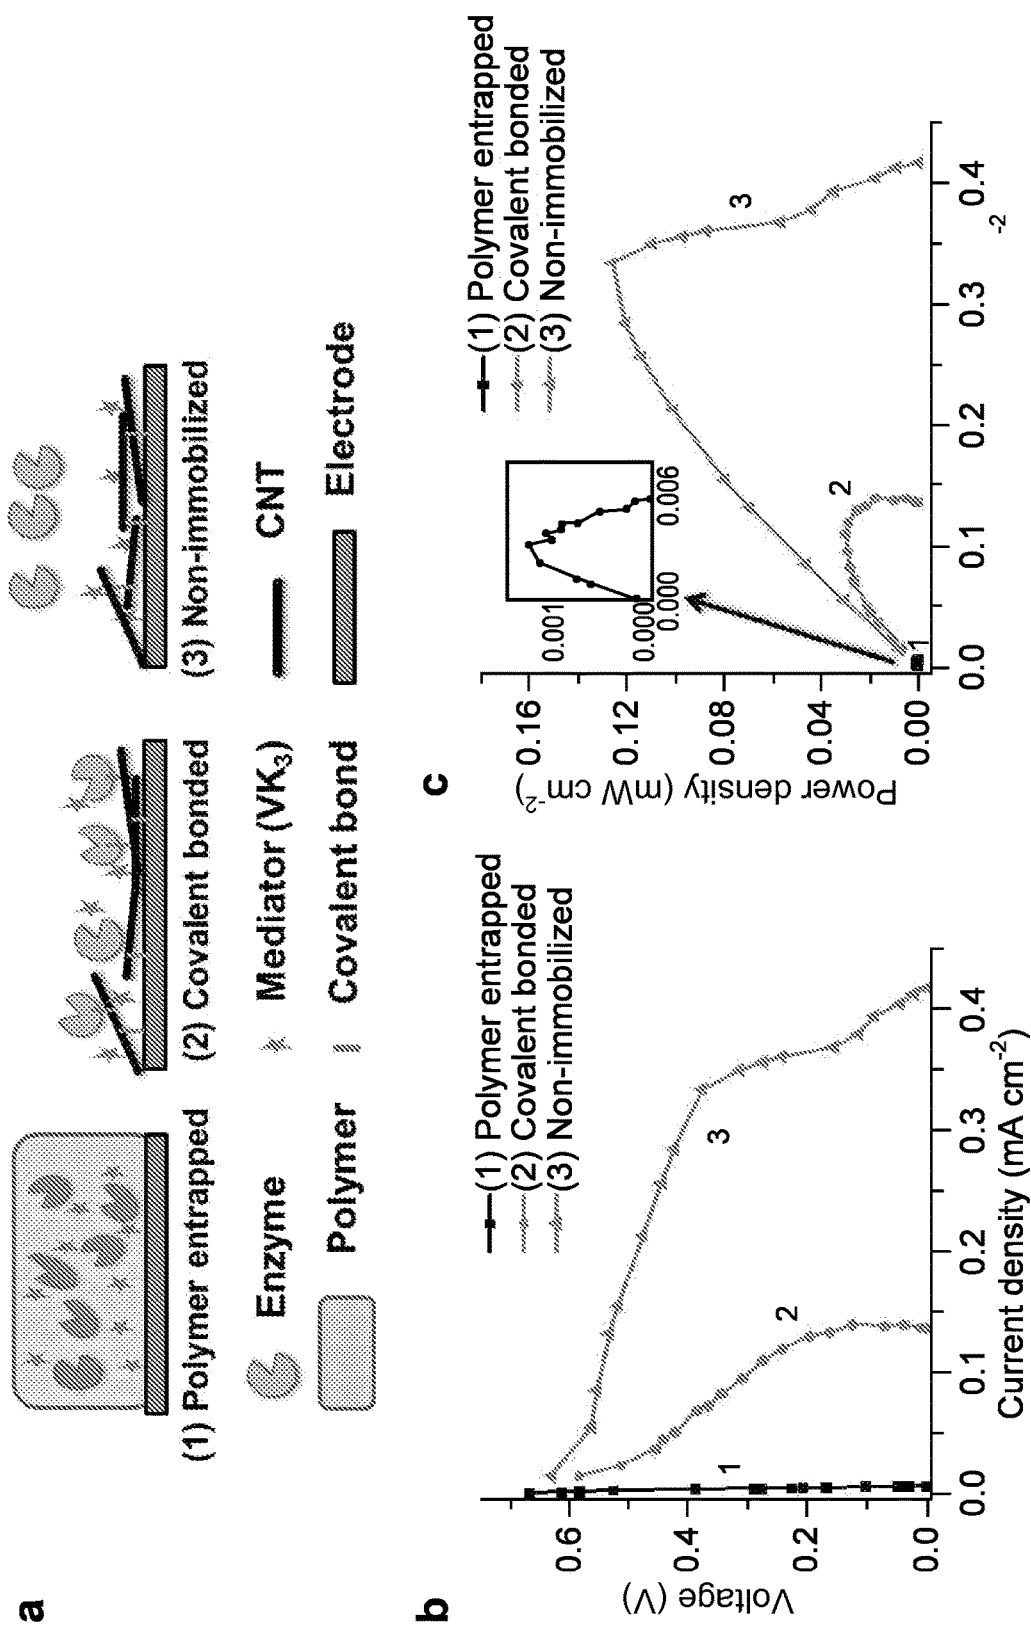 a
(1) Polymer entrapped
(2) Covalent bonded
(3) Non-immobilized
Enzyme
Mediator (VK3)
CNT
Polymer
Covalent bond
Electrode
b
(1) Polymer entrapped
(2) Covalent bonded
(3) Non-immobilized
Voltage (V)
0.6
0.4
0.2
0.0
1
2
3
0.0 0.1 0.2 0.3 0.4
Current density (mA cm-2)
c
(1) Polymer entrapped
(2) Covalent bonded
(3) Non-immobilized
Power density (mW cm-2)
0.16
0.12
0.08
0.04
0.00
0.001
0.000
0.000 0.006
1
2
3
0.0 0.1 0.2 0.3 0.4
-2